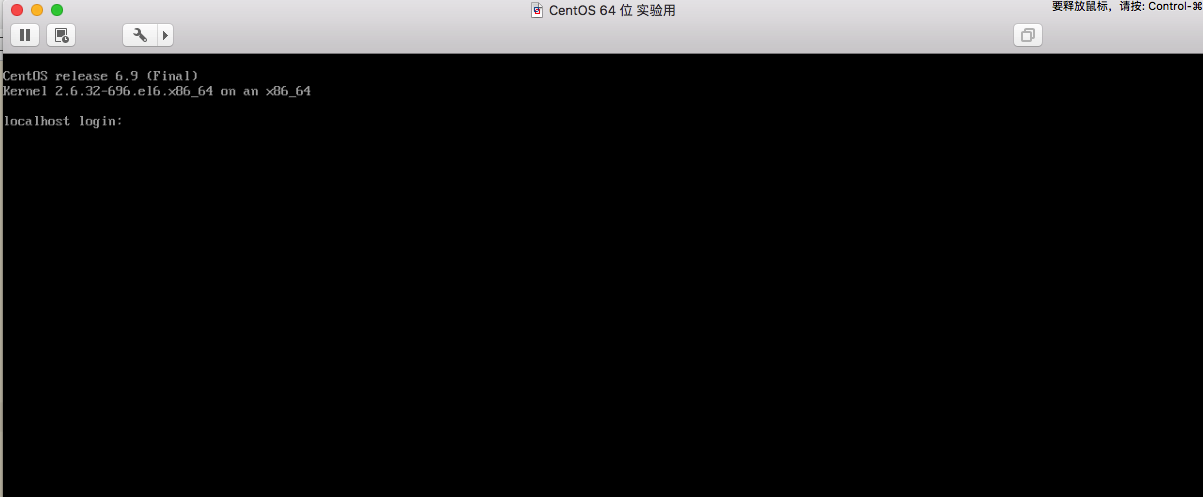 CentOS 64 位 实验用
要释放鼠标，请按: Control-⌘
CentOS release 6.9 (Final)
Kernel 2.6.32-696.el6.x86_64 on an x86_64
localhost login: